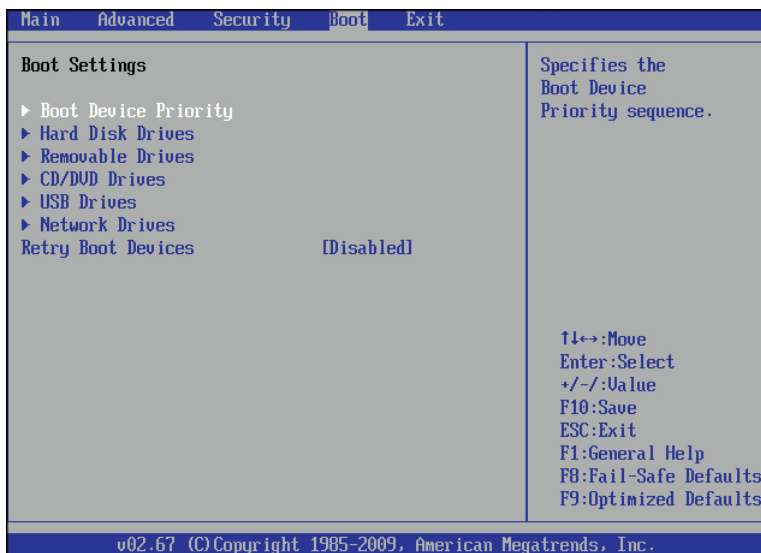 Main Advanced Security Boot Exit
Boot Settings
▶ Boot Device Priority
▶ Hard Disk Drives
▶ Removable Drives
▶ CD/DVD Drives
▶ USB Drives
▶ Network Drives
Retry Boot Devices [Disabled]
Specifies the
Boot Device
Priority sequence.
↑↓↔:Move
Enter:Select
+/-/:Value
F10:Save
ESC:Exit
F1:General Help
F8:Fail-Safe Defaults
F9:Optimized Defaults
v02.67 (C)Copyright 1985-2009, American Megatrends, Inc.